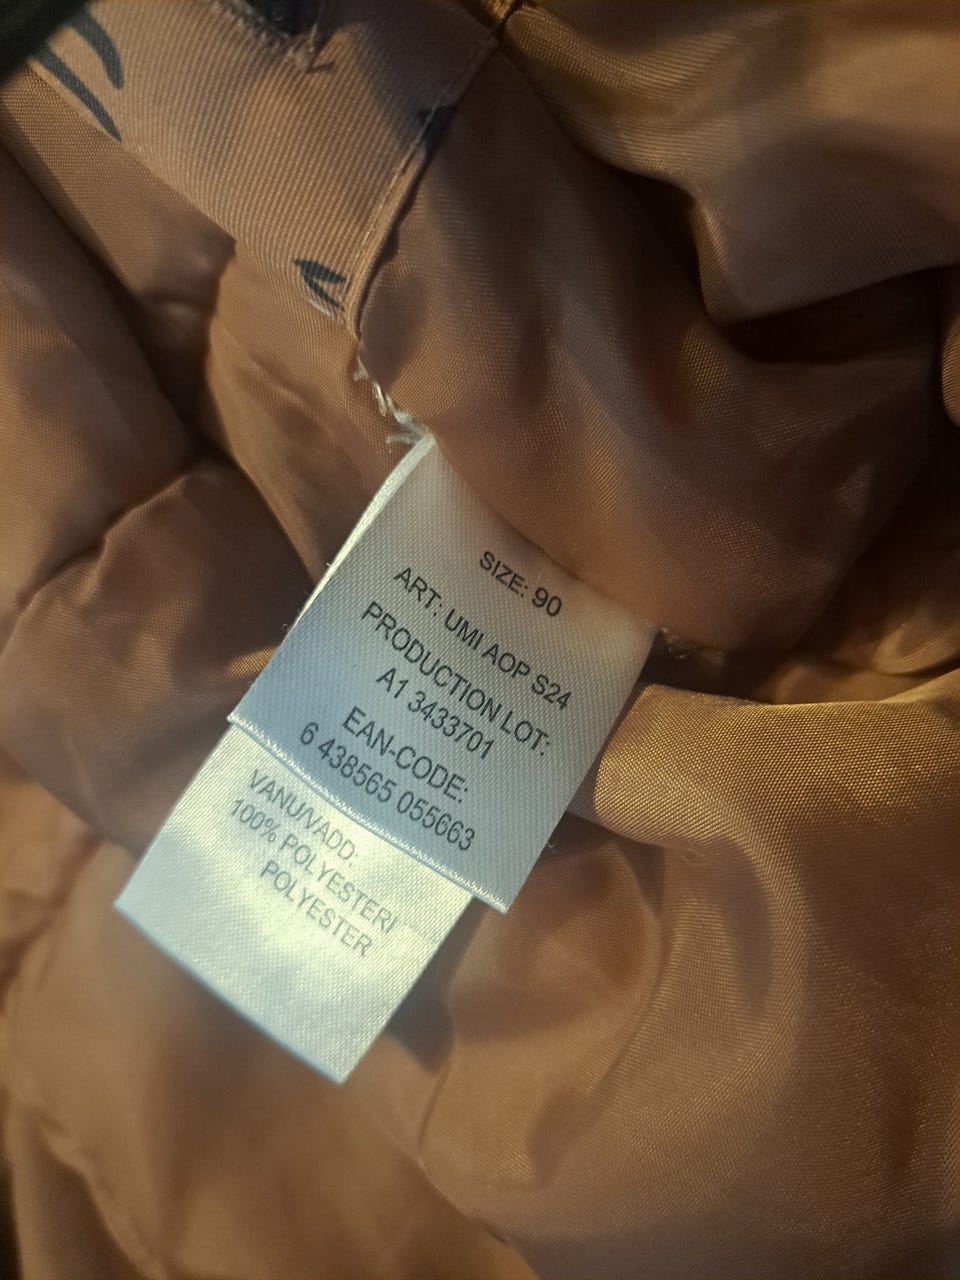 SIZE: 90
ART: UMI AOP S24
PRODUCTION LOT:
A1 3433701
EAN-CODE:
6 438565 055663
VANU/VADD:
100% POLYESTERI
POLYESTER